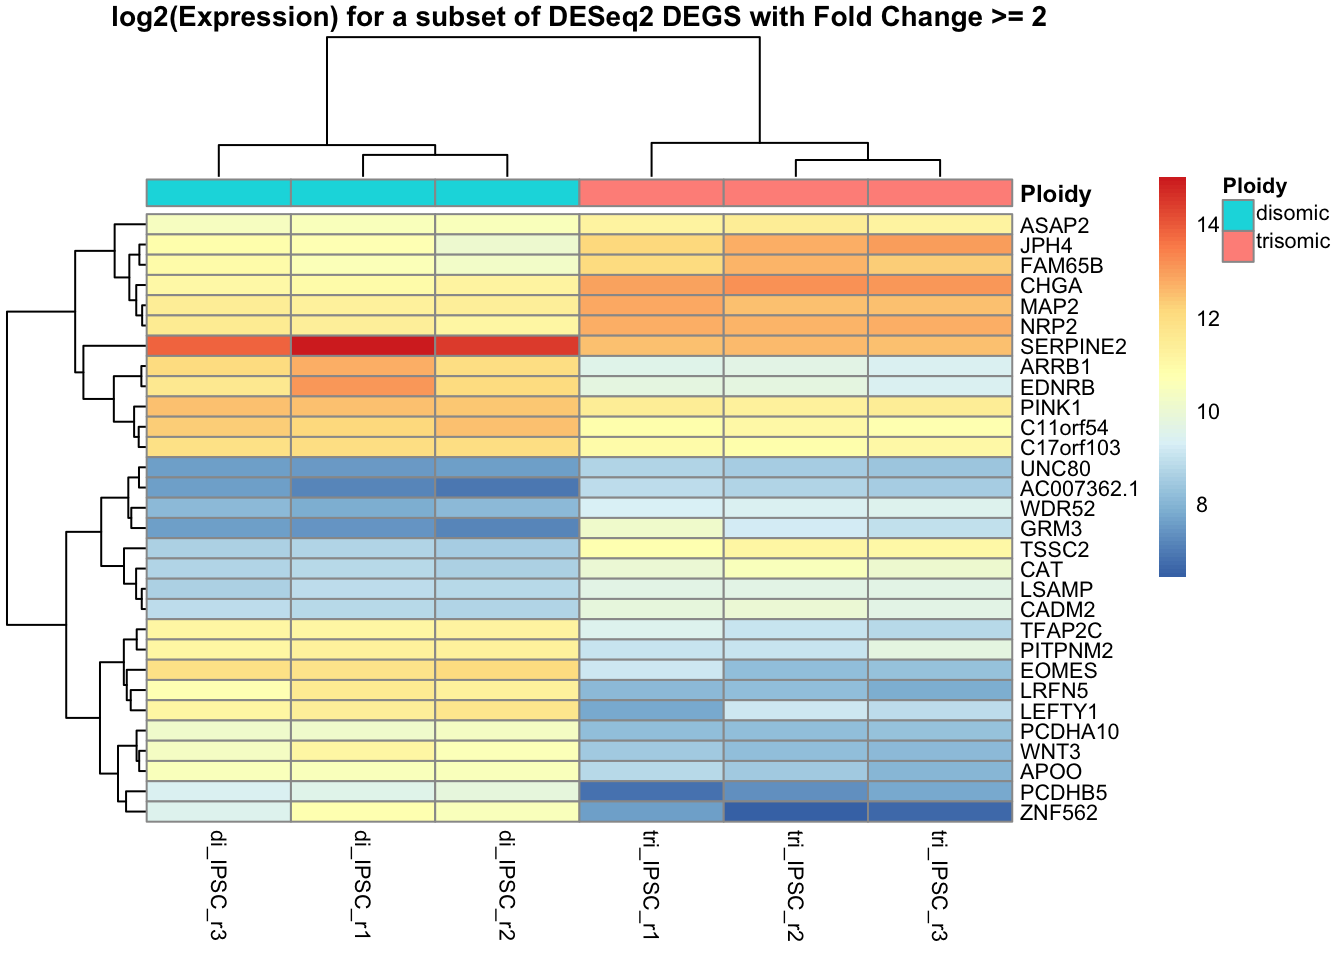 log2(Expression) for a subset of DESeq2 DEGS with Fold Change >= 2
Ploidy
ASAP2
JPH4
FAM65B
CHGA
MAP2
NRP2
SERPINE2
ARRB1
EDNRB
PINK1
C11orf54
C17orf103
UNC80
AC007362.1
WDR52
GRM3
TSSC2
CAT
LSAMP
CADM2
TFAP2C
PITPNM2
EOMES
LRFN5
LEFTY1
PCDHA10
WNT3
APOO
PCDHB5
ZNF562
di_IPSC_r3
di_IPSC_r1
di_IPSC_r2
tri_IPSC_r1
tri_IPSC_r2
tri_IPSC_r3
14
12
10
8
Ploidy
disomic
trisomic